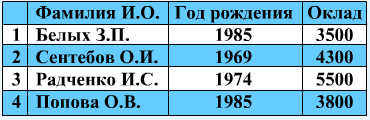 Фамилия И.О. Год рождения Оклад
1 Белых З.П. 1985 3500
2 Сентебов О.И. 1969 4300
3 Радченко И.С. 1974 5500
4 Попова О.В. 1985 3800